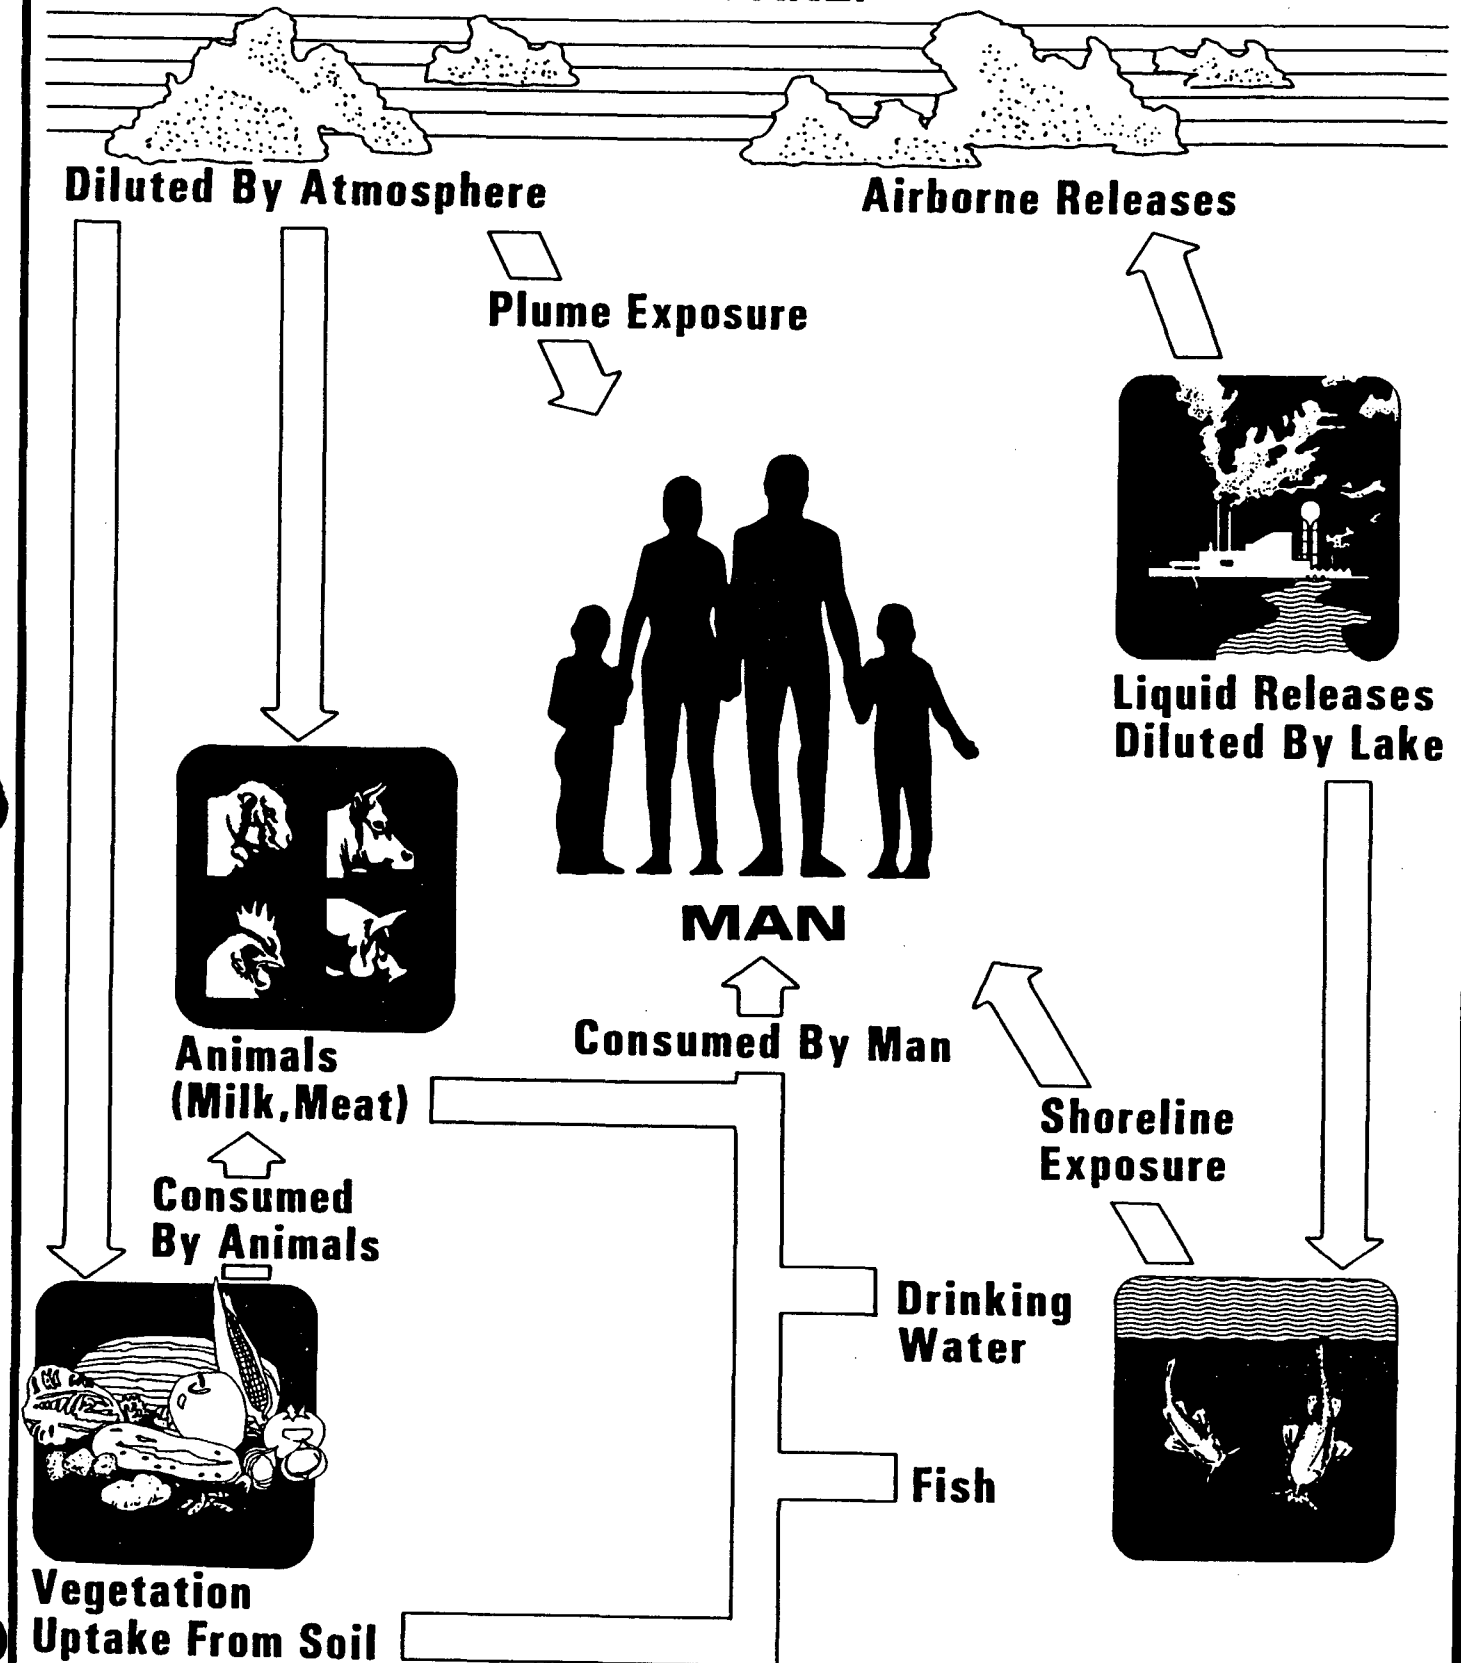 Diluted By Atmosphere
Airborne Releases
Plume Exposure
Liquid Releases
Diluted By Lake
MAN
Consumed By Man
Animals
(Milk, Meat)
Shoreline
Exposure
Consumed
By Animals
Drinking
Water
Fish
Vegetation
Uptake From Soil